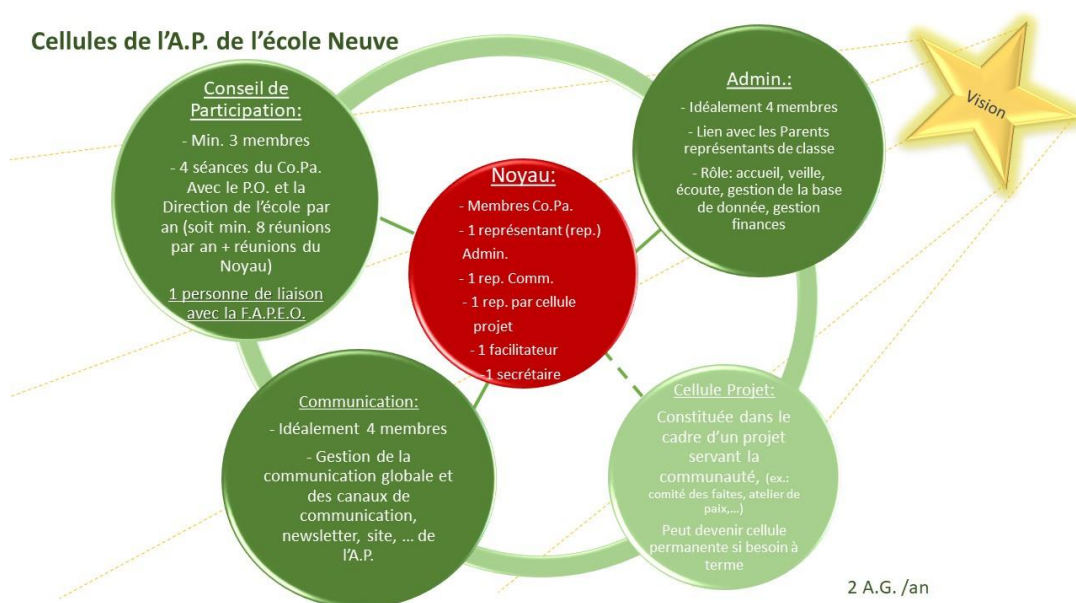 Cellules de l'A.P. de l'école Neuve
Conseil de
Participation:
- Min. 3 membres
- 4 séances du Co.Pa.
Avec le P.O. et la
Direction de l'école par
an (soit min. 8 réunions
par an + réunions du
Noyau)
1 personne de liaison
avec la F.A.P.E.O.
Admin.:
- Idéalement 4 membres
- Lien avec les Parents
représentants de classe
- Rôle: accueil, veille,
écoute, gestion de la base
de donnée, gestion
finances
Vision
Noyau:
- Membres Co.Pa.
- 1 représentant (rep.)
Admin.
- 1 rep. Comm.
- 1 rep. par cellule
projet
- 1 facilitateur
-1 secrétaire
Communication:
- Idéalement 4 membres
- Gestion de la
communication globale et
des canaux de
communication,
newsletter, site, ... de
l'A.P.
Cellule Projet:
Constituée dans le
cadre d'un projet
servant la
communauté, (ex.:
comité des faites, atelier de
paix,...)
Peut devenir cellule
permanente si besoin à
terme
2 A.G. /an